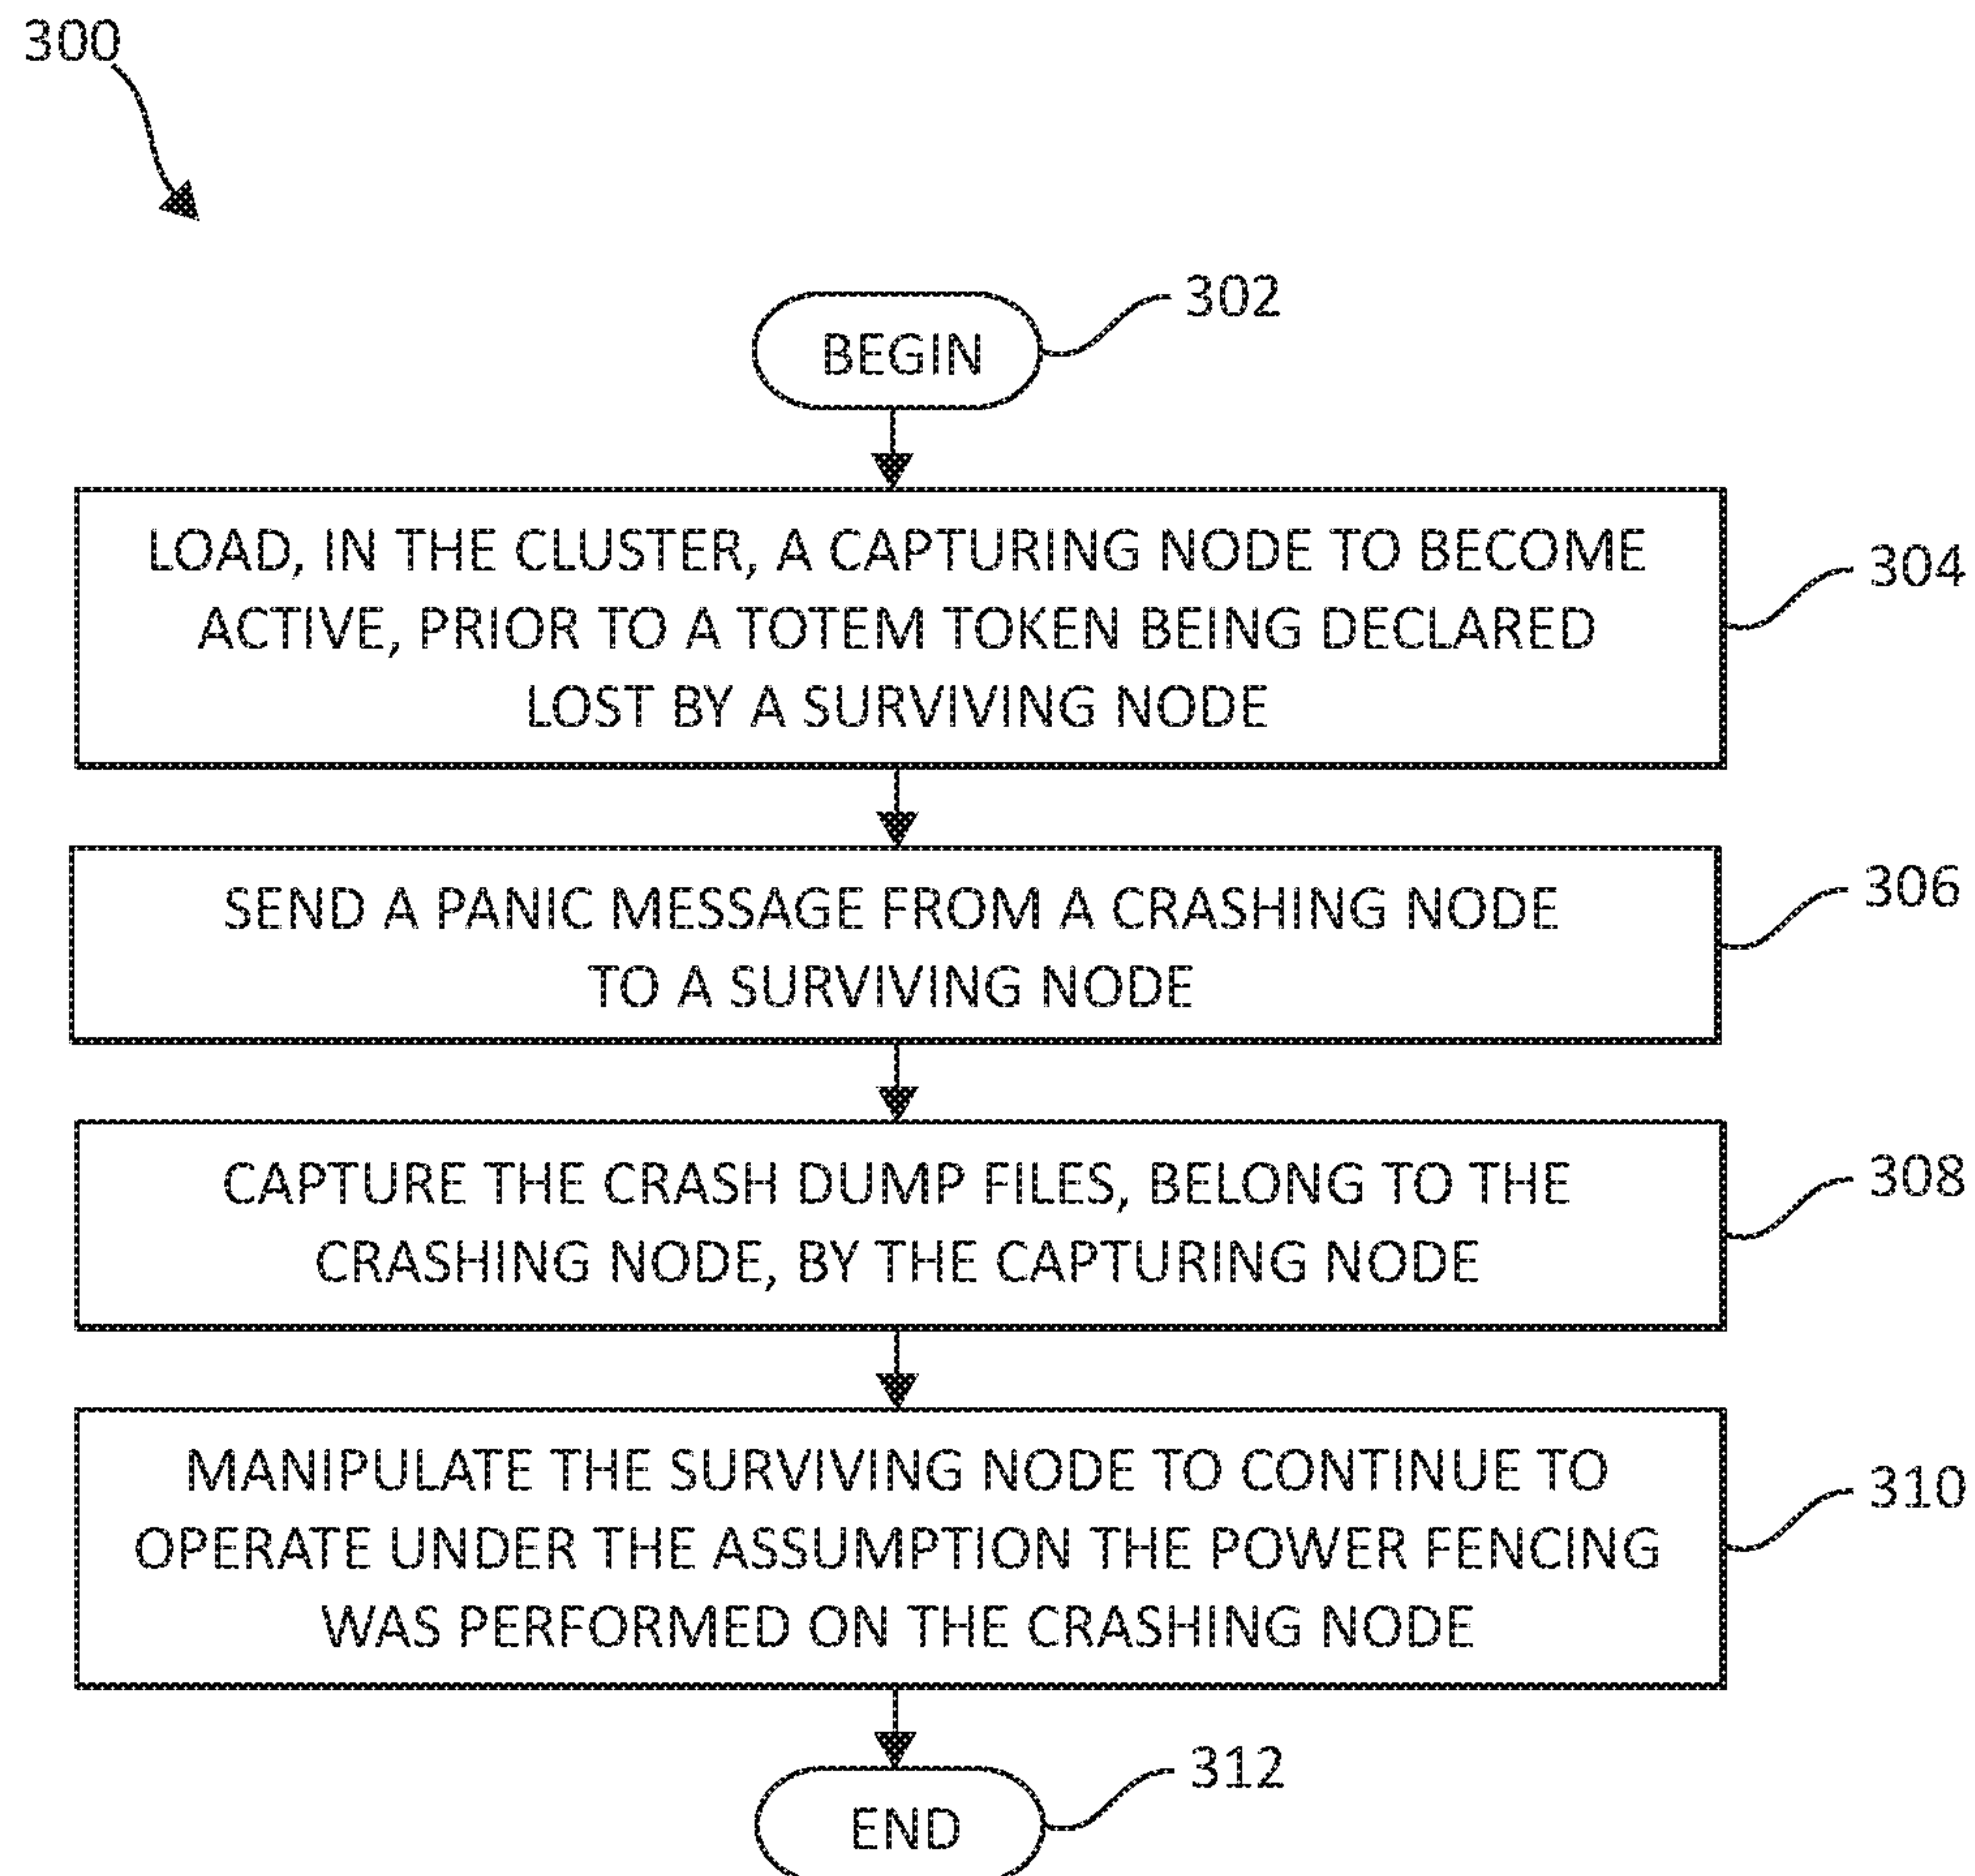 300
302
BEGIN
LOAD, IN THE CLUSTER, A CAPTURING NODE TO BECOME
ACTIVE, PRIOR TO A TOTEM TOKEN BEING DECLARED
LOST BY A SURVIVING NODE
304
SEND A PANIC MESSAGE FROM A CRASHING NODE
TO A SURVIVING NODE
306
CAPTURE THE CRASH DUMP FILES, BELONG TO THE
CRASHING NODE, BY THE CAPTURING NODE
308
MANIPULATE THE SURVIVING NODE TO CONTINUE TO
OPERATE UNDER THE ASSUMPTION THE POWER FENCING
WAS PERFORMED ON THE CRASHING NODE
310
312
END